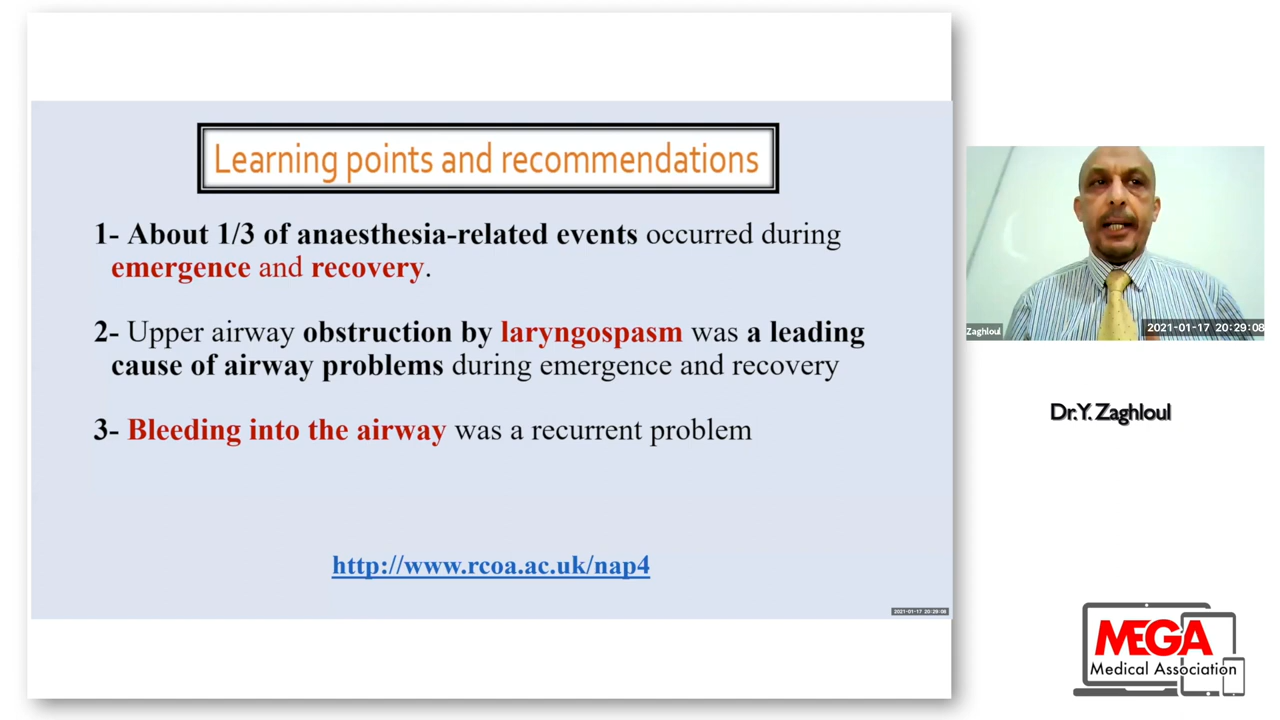 Learning points and recommendations
1- About 1/3 of anaesthesia-related events occurred during
emergence and recovery.
2- Upper airway obstruction by laryngospasm was a leading
cause of airway problems during emergence and recovery
3- Bleeding into the airway was a recurrent problem
http://www.rcoa.ac.uk/nap4
2021-01-17 20:29:08
Zaghloul
2021-01-17 20:29:08
Dr.Y. Zaghloul
MEGA
Medical Association